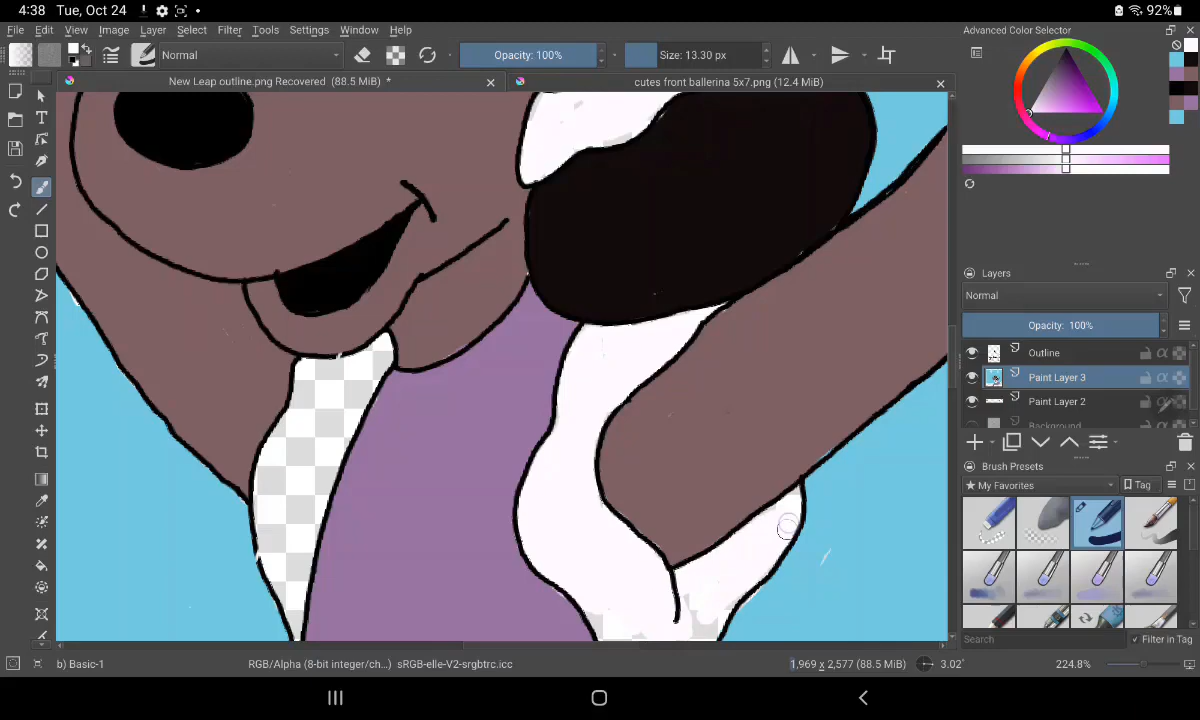 4:38 Tue, Oct 24 92%
File Edit View Image Layer Select Filter Tools Settings Window Help
Advanced Color Selector
Normal
Opacity: 100%
Size: 13.30 px
New Leap outline.png Recovered (88.5 MiB) *
cutes front ballerina 5x7.png (12.4 MiB)
Layers
Normal
Opacity: 100%
Outline
Paint Layer 3
Paint Layer 2
Background
Brush Presets
My Favorites
Tag
Search
Filter in Tag
b) Basic-1
RGB/Alpha (8-bit integer/ch...) sRGB-elle-V2-srgbtrc.icc
1,969 x 2,577 (88.5 MiB)
3.02°
224.8%